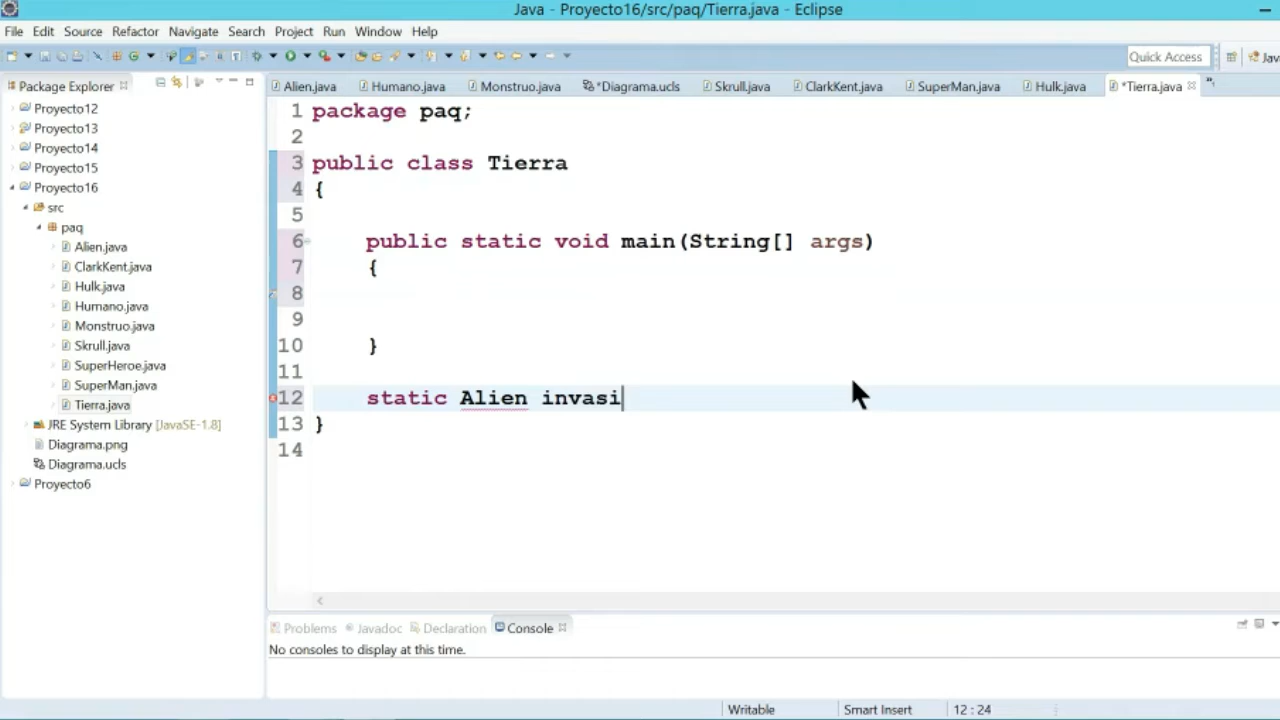 Java - Proyecto16/src/paq/Tierra.java - Eclipse
File Edit Source Refactor Navigate Search Project Run Window Help
Quick Access
Jav
Package Explorer
Alien.java Humano.java Monstruo.java *Diagrama.ucls Skrull.java ClarkKent.java SuperMan.java Hulk.java *Tierra.java
Proyecto12
Proyecto13
Proyecto14
Proyecto15
Proyecto16
src
paq
Alien.java
ClarkKent.java
Hulk.java
Humano.java
Monstruo.java
Skrull.java
SuperHeroe.java
SuperMan.java
Tierra.java
JRE System Library [JavaSE-1.8]
Diagrama.png
Diagrama.ucls
Proyecto6
1 package paq;
2
3 public class Tierra
4 {
5
6 public static void main(String[] args)
7 {
8
9
10 }
11
12 static Alien invasi
13 }
14
Problems Javadoc Declaration Console
No consoles to display at this time.
Writable Smart Insert 12 : 24